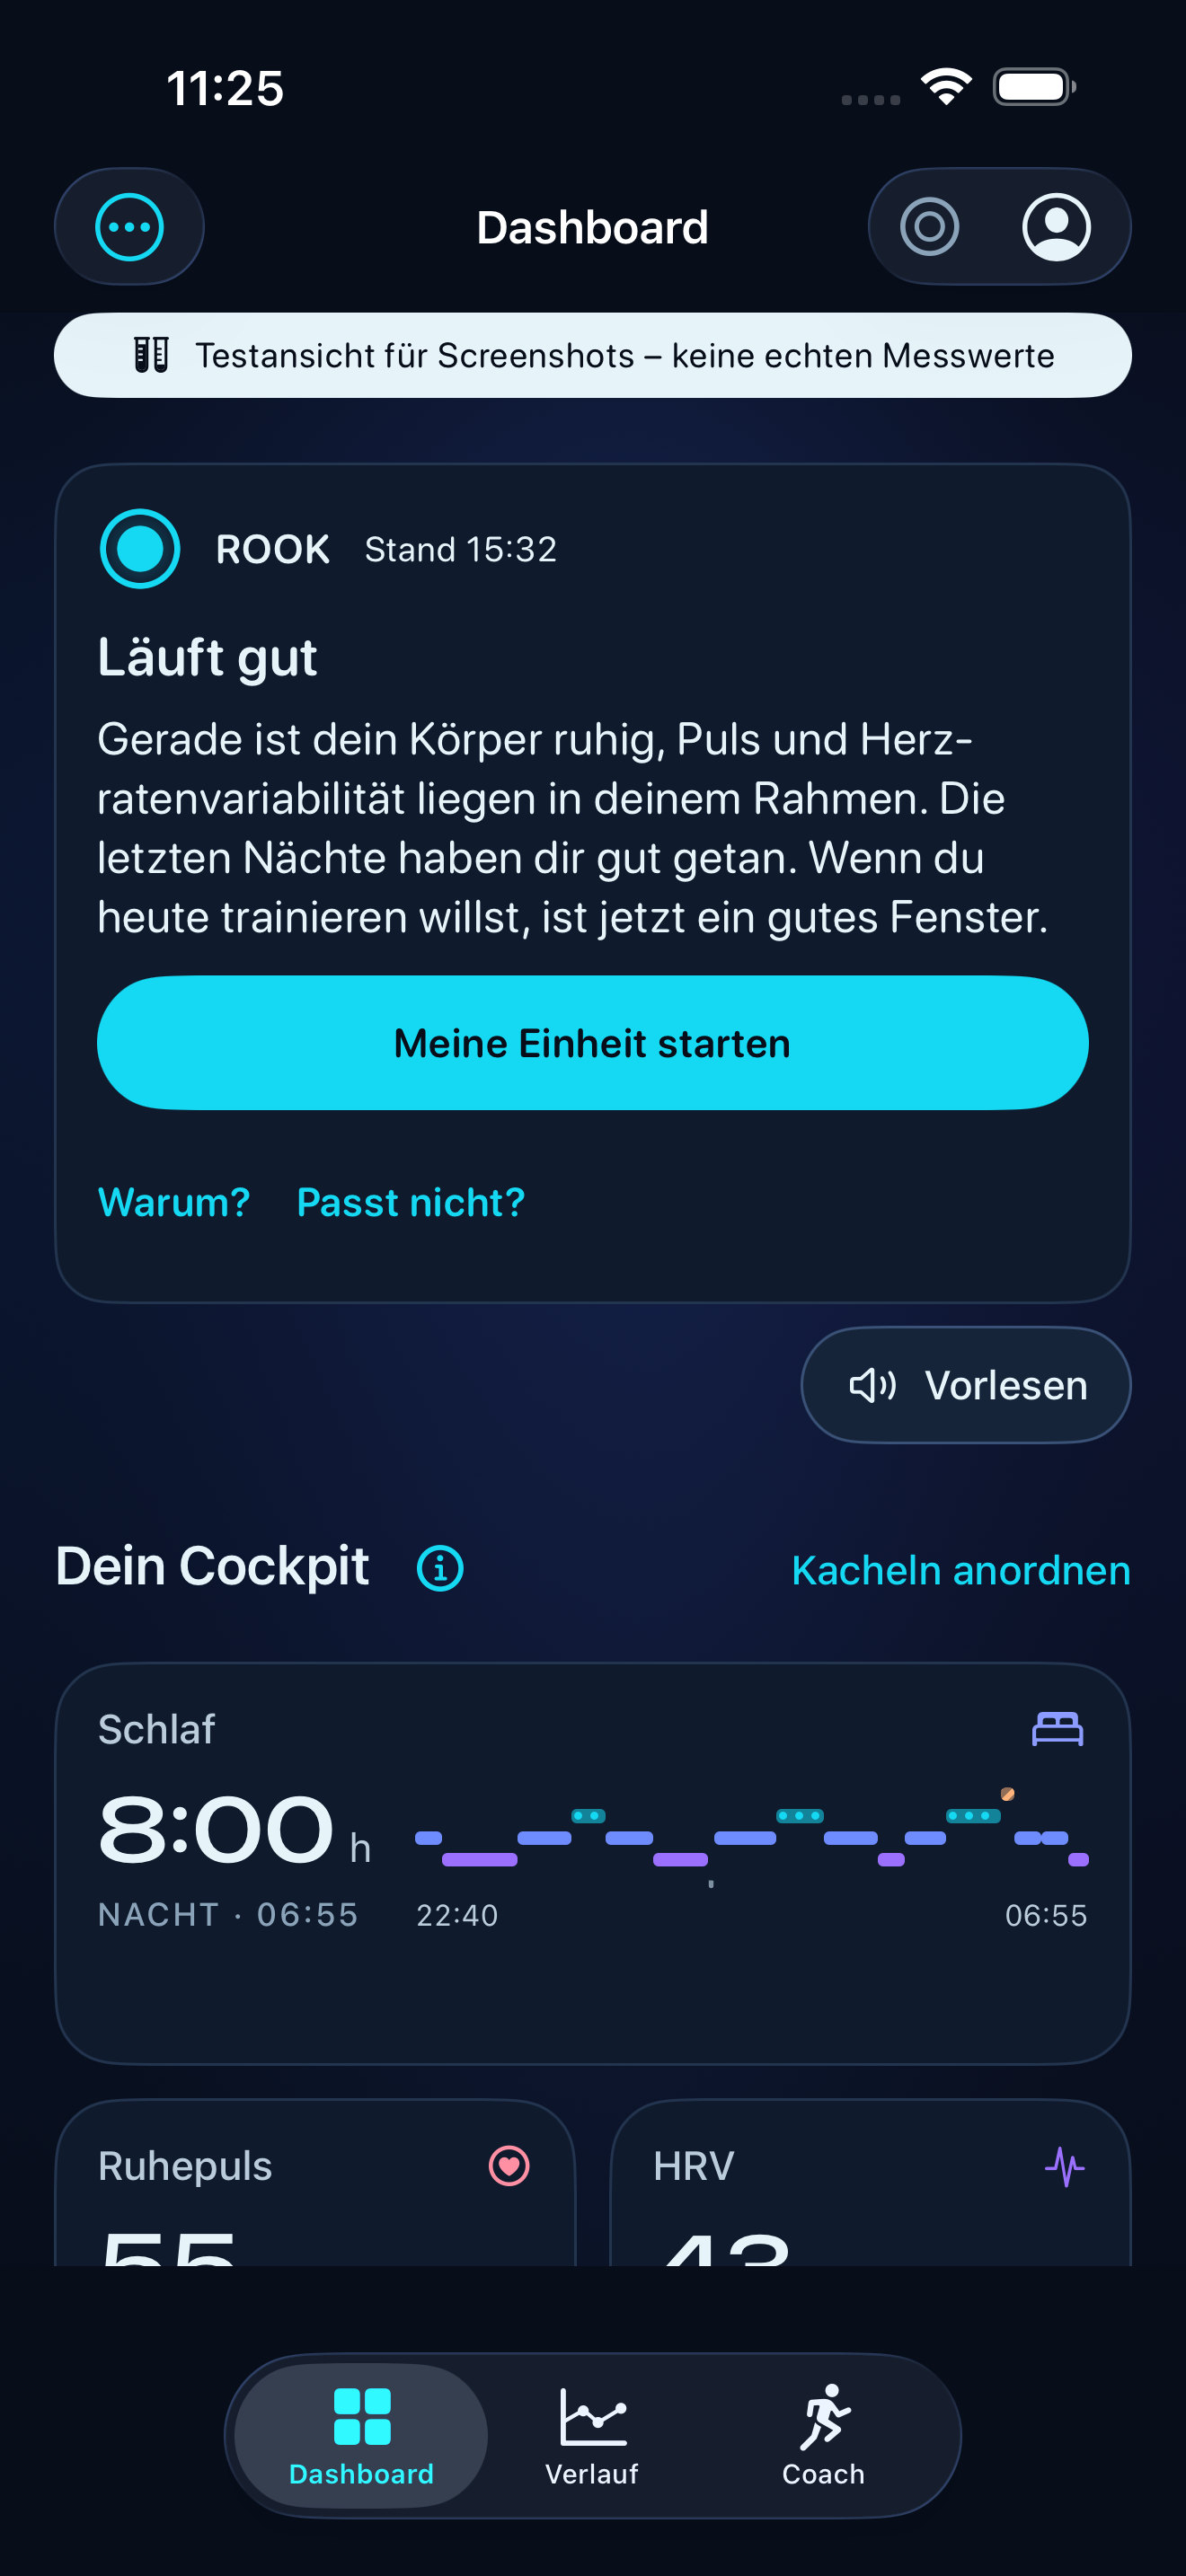 11:25
Dashboard
Testansicht für Screenshots – keine echten Messwerte
ROOK Stand 15:32
Läuft gut
Gerade ist dein Körper ruhig, Puls und Herz-
ratenvariabilität liegen in deinem Rahmen. Die
letzten Nächte haben dir gut getan. Wenn du
heute trainieren willst, ist jetzt ein gutes Fenster.
Meine Einheit starten
Warum? Passt nicht?
Vorlesen
Dein Cockpit Kacheln anordnen
Schlaf
8:00 h
NACHT · 06:55 22:40 06:55
Ruhepuls HRV
55 43
Dashboard Verlauf Coach